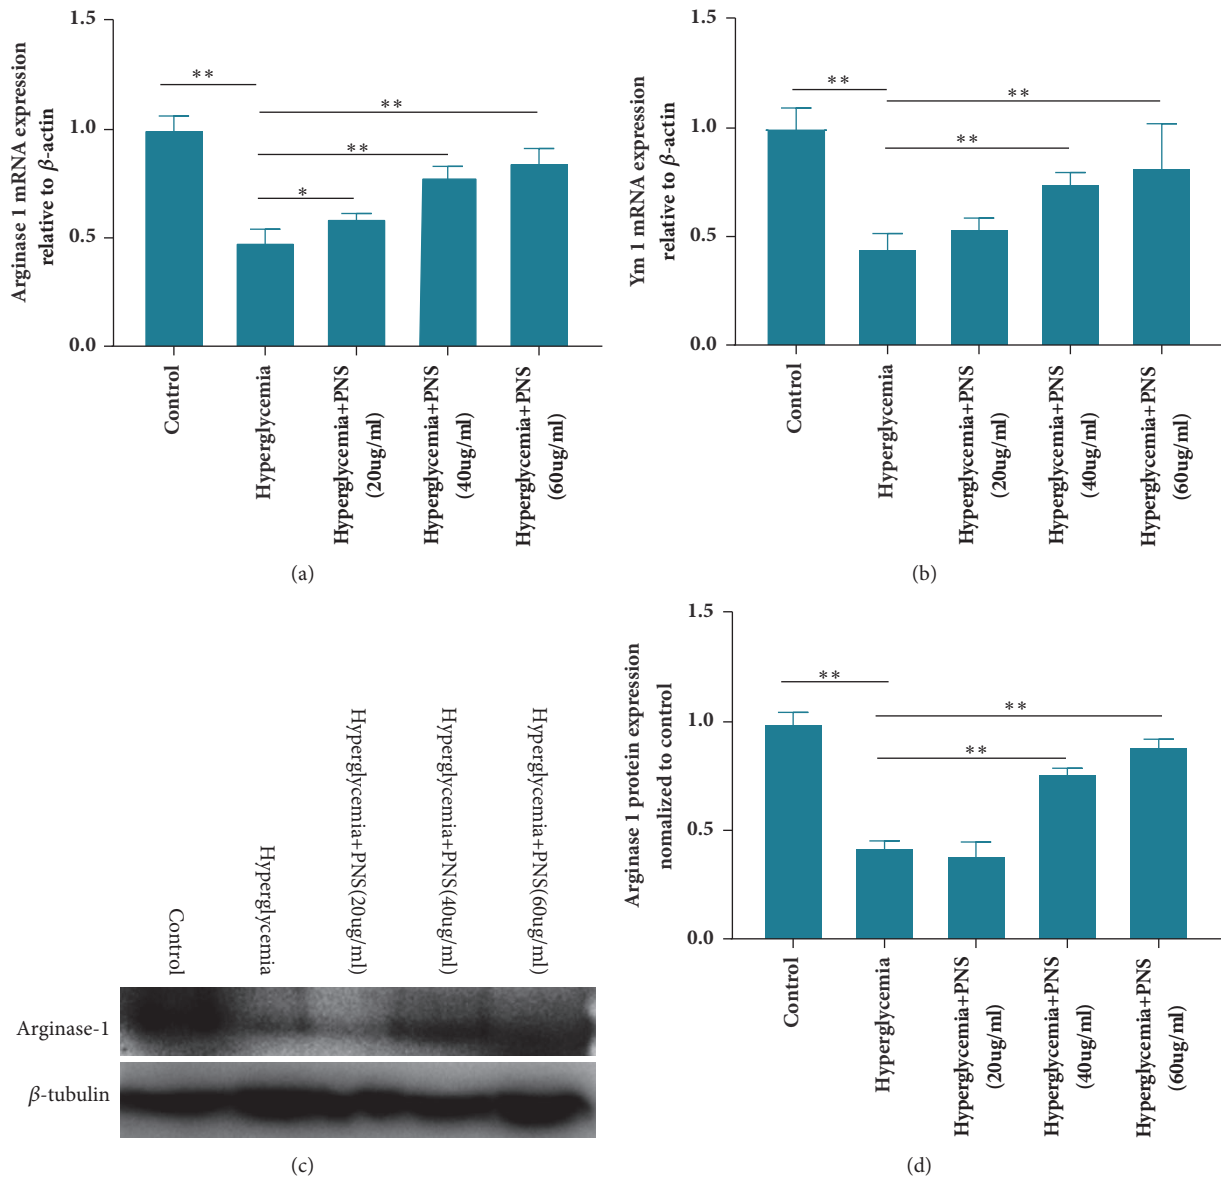 Arginase 1 mRNA expression
relative to β-actin
1.5
1.0
0.5
0.0
**
**
**
*
Control
Hyperglycemia
Hyperglycemia+PNS
(20ug/ml)
Hyperglycemia+PNS
(40ug/ml)
Hyperglycemia+PNS
(60ug/ml)
(a)
Ym 1 mRNA expression
relative to β-actin
1.5
1.0
0.5
0.0
**
**
**
Control
Hyperglycemia
Hyperglycemia+PNS
(20ug/ml)
Hyperglycemia+PNS
(40ug/ml)
Hyperglycemia+PNS
(60ug/ml)
(b)
Control
Hyperglycemia
Hyperglycemia+PNS(20ug/ml)
Hyperglycemia+PNS(40ug/ml)
Hyperglycemia+PNS(60ug/ml)
Arginase-1
β-tubulin
(c)
Arginase 1 protein expression
nomalized to control
1.5
1.0
0.5
0.0
**
**
**
Control
Hyperglycemia
Hyperglycemia+PNS
(20ug/ml)
Hyperglycemia+PNS
(40ug/ml)
Hyperglycemia+PNS
(60ug/ml)
(d)